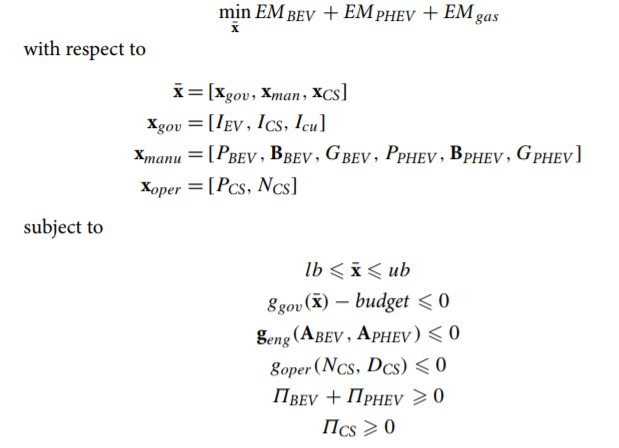 min x̄ EM_BEV + EM_PHEV + EM_gas
with respect to
x̄ = [x_gov, x_man, x_CS]
x_gov = [I_EV, I_CS, I_cu]
x_manu = [P_BEV, B_BEV, G_BEV, P_PHEV, B_PHEV, G_PHEV]
x_oper = [P_CS, N_CS]
subject to
lb ⩽ x̄ ⩽ ub
g_gov(x̄) − budget ⩽ 0
g_eng(A_BEV, A_PHEV) ⩽ 0
g_oper(N_CS, D_CS) ⩽ 0
Π_BEV + Π_PHEV ⩾ 0
Π_CS ⩾ 0